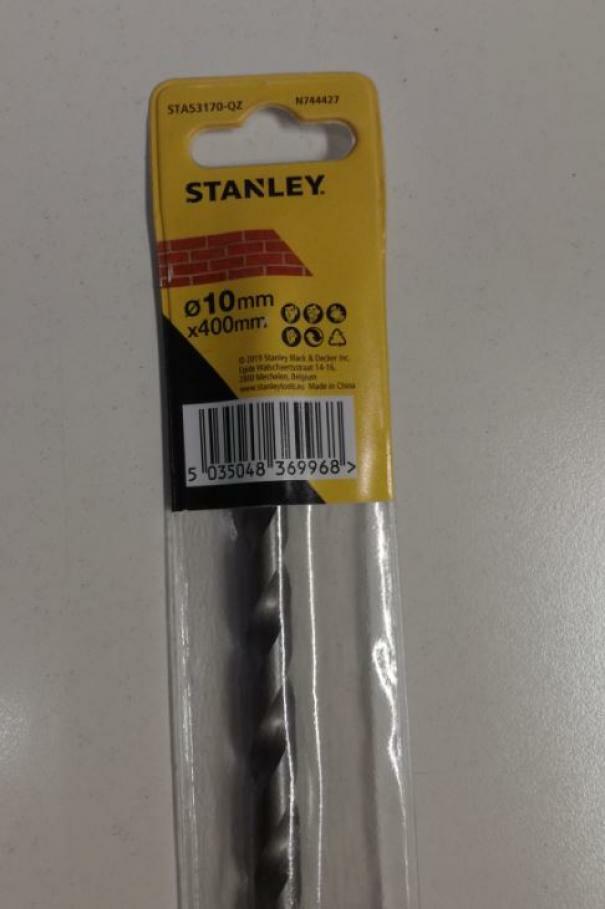 STA53170-QZ N744427
STANLEY
Ø10mm
x400mm.
© 2019 Stanley Black & Decker Inc.
Egide Walschaertsstraat 14-16,
2800 Mechelen, Belgium
www.stanleytools.eu Made in China
5 035048 369968 >